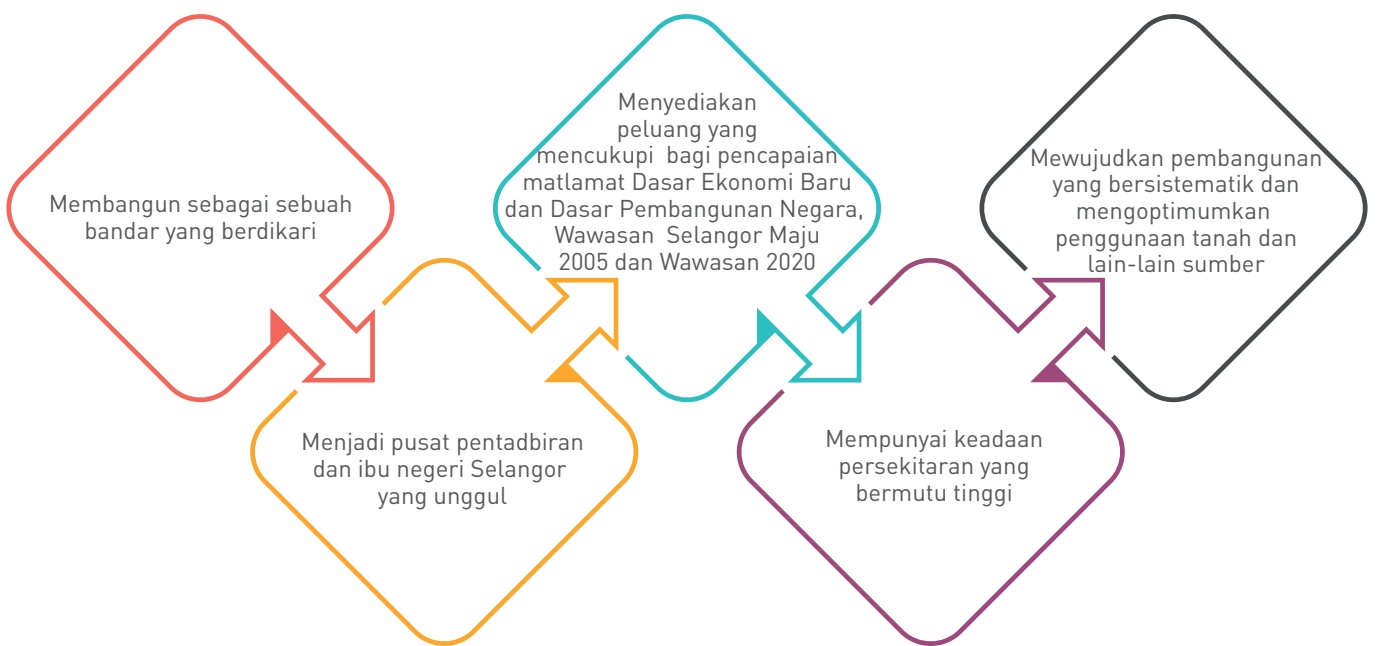 Membangun sebagai sebuah
bandar yang berdikari
Menjadi pusat pentadbiran
dan ibu negeri Selangor
yang unggul
Menyediakan
peluang yang
mencukupi bagi pencapaian
matlamat Dasar Ekonomi Baru
dan Dasar Pembangunan Negara,
Wawasan Selangor Maju
2005 dan Wawasan 2020
Mempunyai keadaan
persekitaran yang
bermutu tinggi
Mewujudkan pembangunan
yang bersistematik dan
mengoptimumkan
penggunaan tanah dan
lain-lain sumber